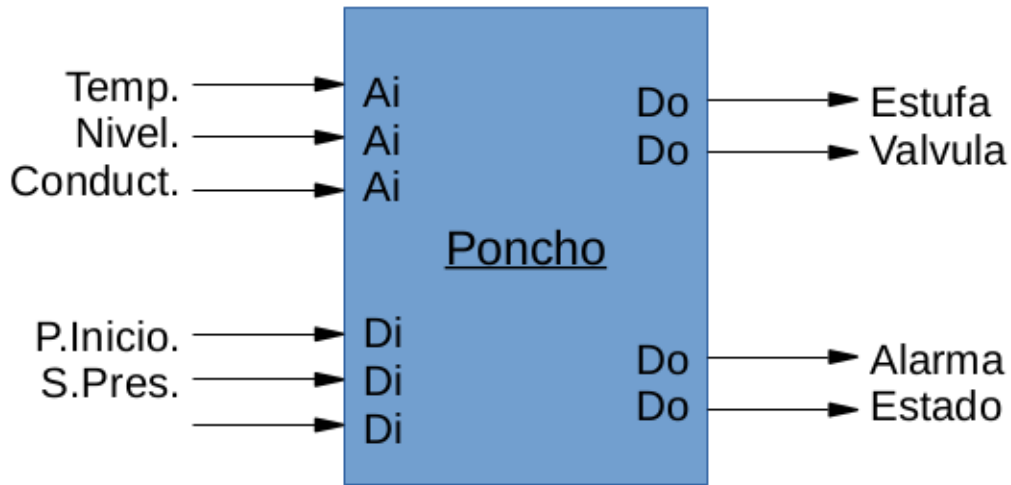 Temp.
Nivel.
Conduct.
Ai
Ai
Ai
Do
Do
Estufa
Valvula
Poncho
P.Inicio.
S.Pres.
Di
Di
Di
Do
Do
Alarma
Estado